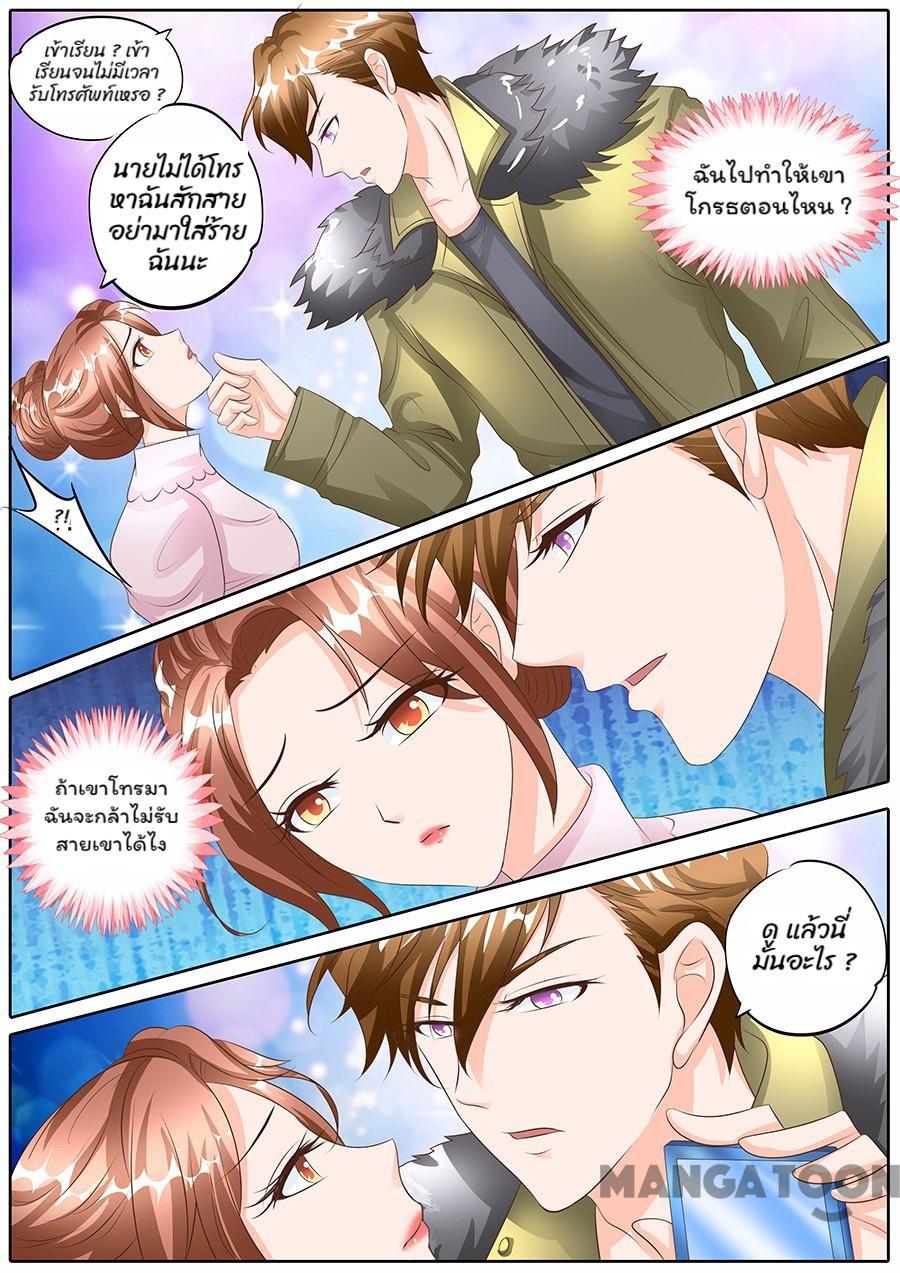 เข้าเรียน ? เข้า
เรียนจนไม่มีเวลา
รับโทรศัพท์เหรอ ?
นายไม่ได้โทร
หาฉันสักสาย
อย่ามาใส่ร้าย
ฉันนะ
ฉันไปทำให้เขา
โกรธตอนไหน ?
?!
ถ้าเขาโทรมา
ฉันจะกล้าไม่รับ
สายเขาได้ไง
ดู แล้วนี่
มันอะไร ?
MANGATOON